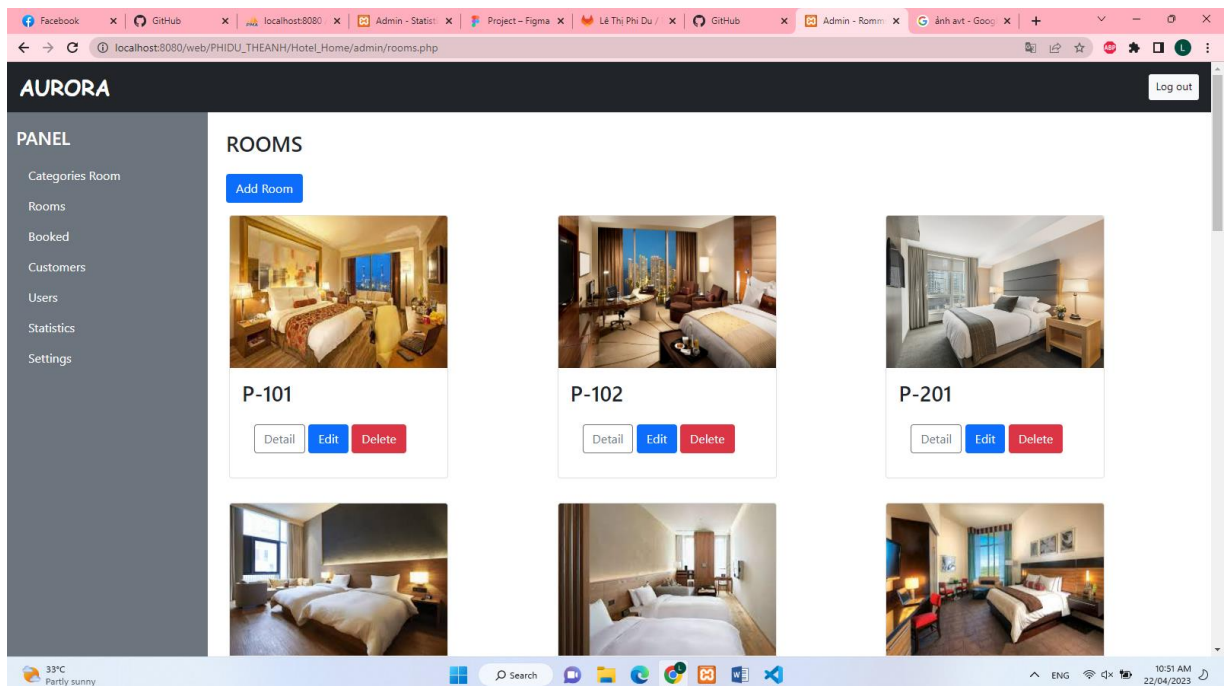 Facebook
GitHub
localhost:8080 /
Admin - Statisti
Project – Figma
Lê Thị Phi Du /
GitHub
Admin - Romm
ảnh avt - Goog
localhost:8080/web/PHIDU_THEANH/Hotel_Home/admin/rooms.php
ABP
L
AURORA
Log out
PANEL
Categories Room
Rooms
Booked
Customers
Users
Statistics
Settings
ROOMS
Add Room
P-101
Detail Edit Delete
P-102
Detail Edit Delete
P-201
Detail Edit Delete
33°C
Partly sunny
Search
ENG
10:51 AM
22/04/2023